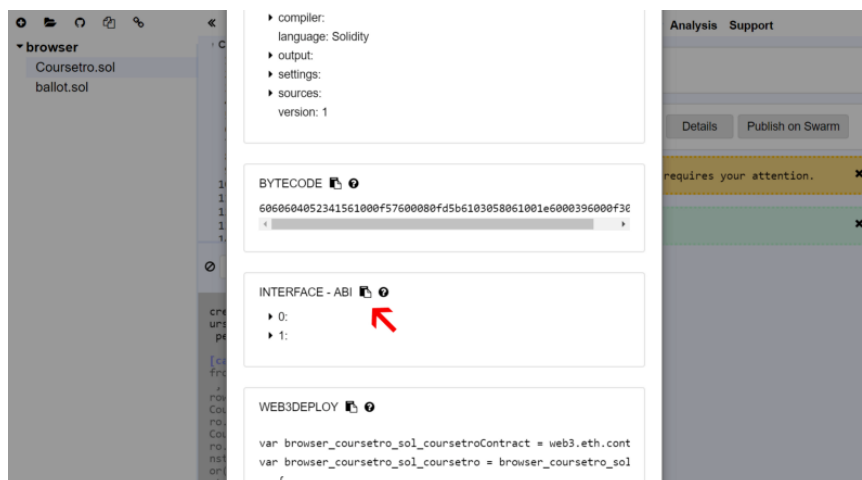 Analysis Support
browser
Coursetro.sol
ballot.sol
compiler:
language: Solidity
output:
settings:
sources:
version: 1
Details Publish on Swarm
requires your attention.
BYTECODE
6060604052341561000f57600080fd5b6103058061001e6000396000f30
INTERFACE - ABI
0:
1:
WEB3DEPLOY
var browser_coursetro_sol_coursetroContract = web3.eth.cont
var browser_coursetro_sol_coursetro = browser_coursetro_sol